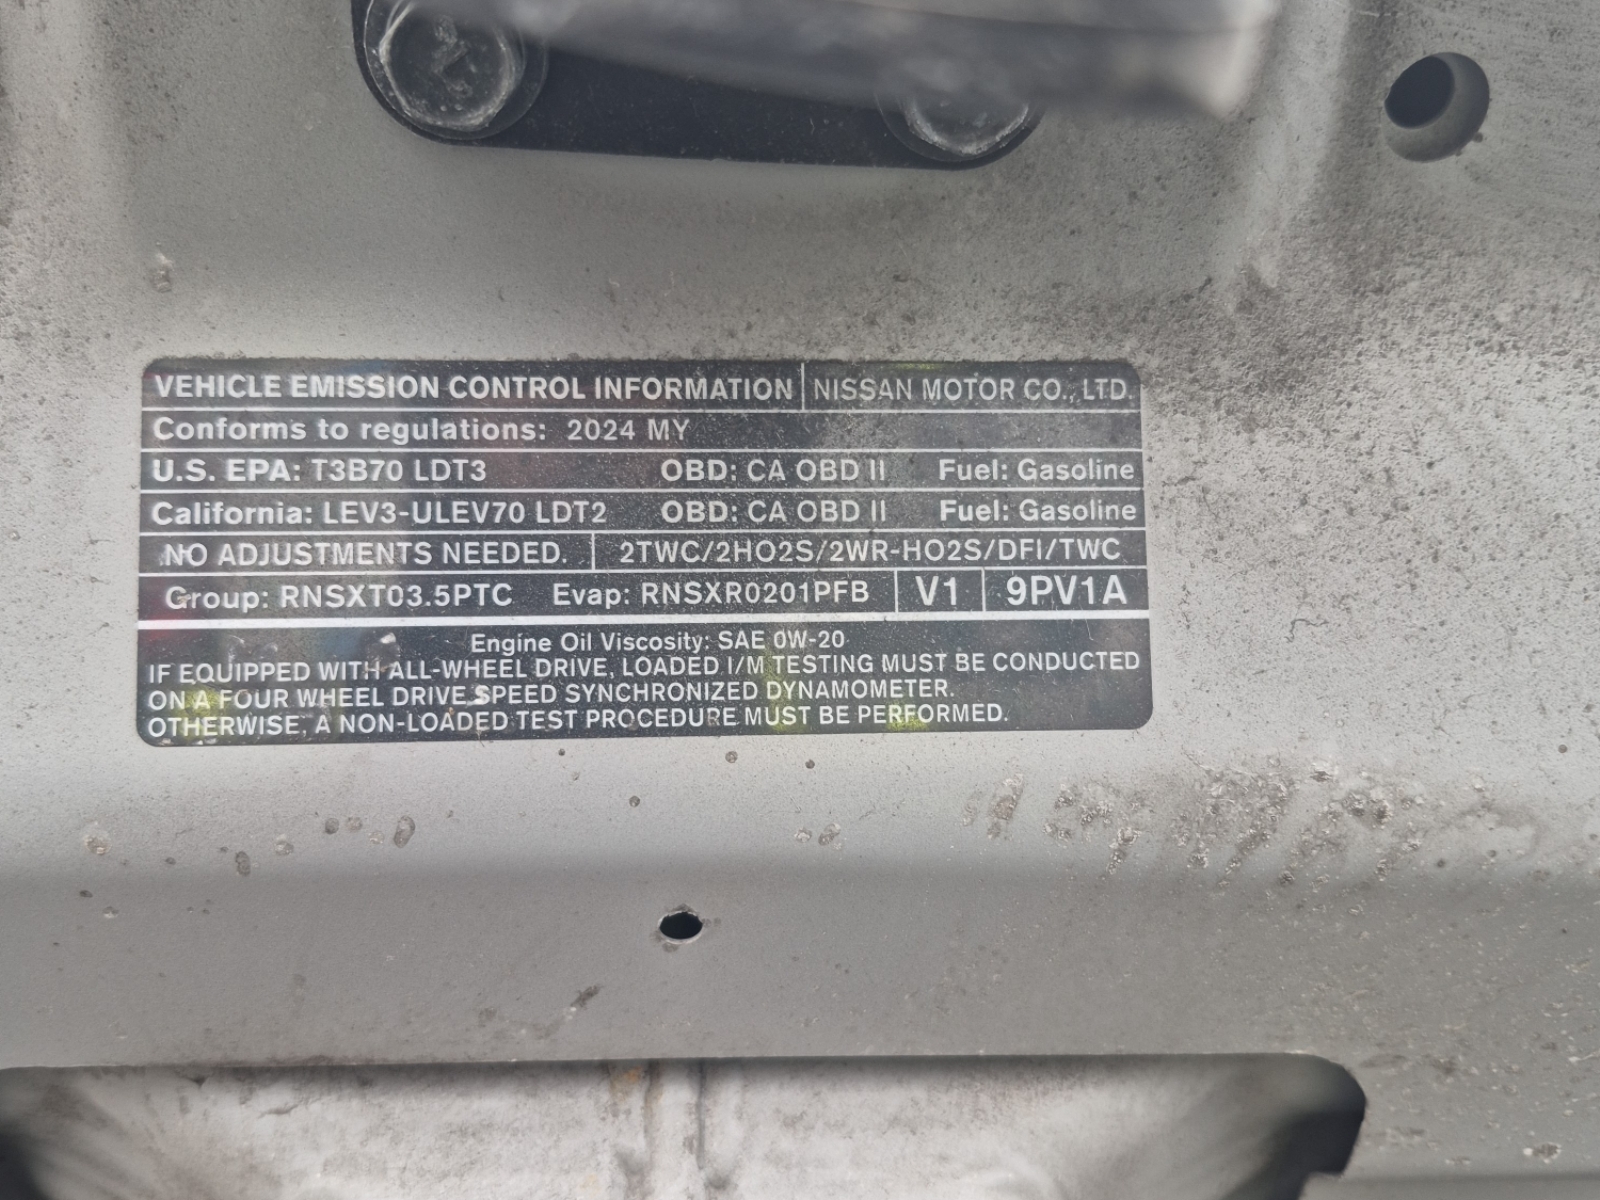 VEHICLE EMISSION CONTROL INFORMATION NISSAN MOTOR CO., LTD.
Conforms to regulations: 2024 MY
U.S. EPA: T3B70 LDT3 OBD: CA OBD II Fuel: Gasoline
California: LEV3-ULEV70 LDT2 OBD: CA OBD II Fuel: Gasoline
NO ADJUSTMENTS NEEDED. 2TWC/2HO2S/2WR-HO2S/DFI/TWC
Group: RNSXT03.5PTC Evap: RNSXR0201PFB V1 9PV1A
Engine Oil Viscosity: SAE 0W-20
IF EQUIPPED WITH ALL-WHEEL DRIVE, LOADED I/M TESTING MUST BE CONDUCTED
ON A FOUR WHEEL DRIVE SPEED SYNCHRONIZED DYNAMOMETER.
OTHERWISE, A NON-LOADED TEST PROCEDURE MUST BE PERFORMED.